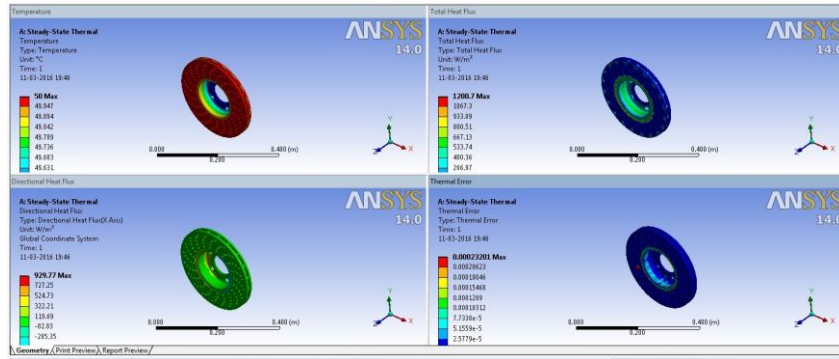 Temperature
A: Steady-State Thermal
Temperature
Type: Temperature
Unit: °C
Time: 1
11-03-2016 19:46
50 Max
49.947
49.894
49.842
49.789
49.736
49.683
49.631
ANSYS
14.0
0.000
0.400 (m)
0.200
Y
Z
X
Total Heat Flux
A: Steady-State Thermal
Total Heat Flux
Type: Total Heat Flux
Unit: W/m²
Time: 1
11-03-2016 19:46
1200.7 Max
1067.3
933.89
800.51
667.13
533.74
400.36
266.97
ANSYS
14.0
0.000
0.400 (m)
0.200
Y
Z
X
Directional Heat Flux
A: Steady-State Thermal
Directional Heat Flux
Type: Directional Heat Flux(X Axis)
Unit: W/m²
Global Coordinate System
Time: 1
11-03-2016 19:46
929.77 Max
727.25
524.73
322.21
119.69
-82.83
-285.35
ANSYS
14.0
0.000
0.400 (m)
0.200
Y
Z
X
Thermal Error
A: Steady-State Thermal
Thermal Error
Type: Thermal Error
Time: 1
11-03-2016 19:46
0.00023201 Max
0.00020623
0.00018046
0.00015468
0.0001289
0.00010312
7.7338e-5
5.1559e-5
2.5779e-5
ANSYS
14.0
0.000
0.400 (m)
0.200
Y
Z
X
Geometry / Print Preview / Report Preview /